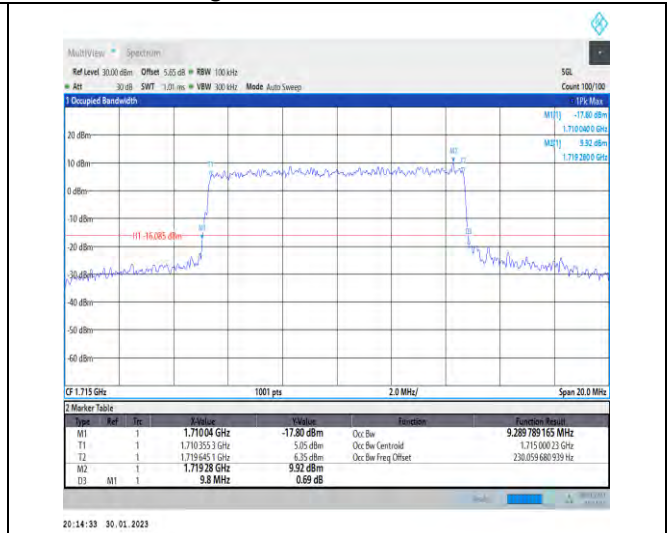 MultiView Spectrum
Ref Level 30.00 dBm Offset 5.85 dB RBW 100 kHz SGL
Att 30 dB SWT 1.01 ms VBW 300 kHz Mode Auto Sweep Count 100/100
1 Occupied Bandwidth 1Pk Max
M1[1] -17.80 dBm
1.710040 0 GHz
20 dBm M2[1] 9.92 dBm
1.719280 0 GHz
M2
10 dBm
T1
0 dBm
-10 dBm
M1 D3
H1 -16.085 dBm
-20 dBm
-30 dBm
-40 dBm
-50 dBm
-60 dBm
CF 1.715 GHz 1001 pts 2.0 MHz/ Span 20.0 MHz
2 Marker Table
Type Ref Trc X-Value Y-Value Function Function Result
M1 1 1.71004 GHz -17.80 dBm Occ Bw 9.289 789 165 MHz
T1 1 1.710 355 3 GHz 5.05 dBm Occ Bw Centroid 1.715 000 23 GHz
T2 1 1.719 645 1 GHz 6.35 dBm Occ Bw Freq Offset 230.059 680 939 Hz
M2 1 1.719 28 GHz 9.92 dBm
D3 M1 1 9.8 MHz 0.69 dB
20:14:33 30.01.2023